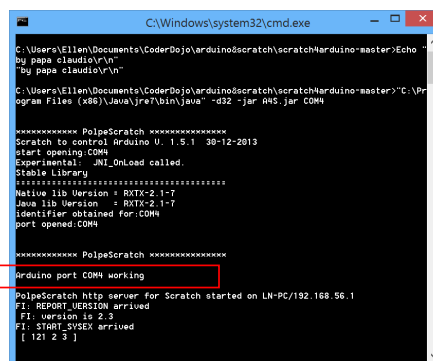 C:\Windows\system32\cmd.exe
C:\Users\Ellen\Documents\CoderDojo\arduino&scratch\scratch4arduino-master>Echo "
by papa claudio\r\n"
"by papa claudio\r\n"
C:\Users\Ellen\Documents\CoderDojo\arduino&scratch\scratch4arduino-master>"C:\Pr
ogram Files (x86)\Java\jre7\bin\java" -d32 -jar A4S.jar COM4
************ PolpeScratch ***************
Scratch to control Arduino V. 1.5.1  30-12-2013
start opening:COM4
Experimental:  JNI_OnLoad called.
Stable Library
=========================================
Native lib Version = RXTX-2.1-7
Java lib Version   = RXTX-2.1-7
identifier obtained for:COM4
port opened:COM4
************ PolpeScratch ***************
Arduino port COM4 working
PolpeScratch http server for Scratch started on LN-PC/192.168.56.1
FI: REPORT_VERSION arrived
 FI: version is 2.3
FI: START_SYSEX arrived
 [ 121 2 3 ]